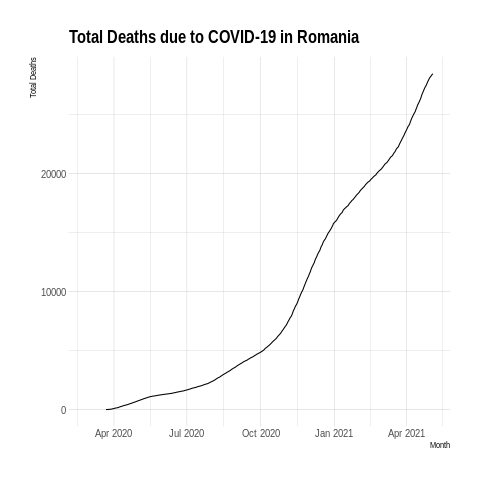 Total Deaths due to COVID-19 in Romania
Total Deaths
20000
10000
0
Apr 2020 Jul 2020 Oct 2020 Jan 2021 Apr 2021
Month